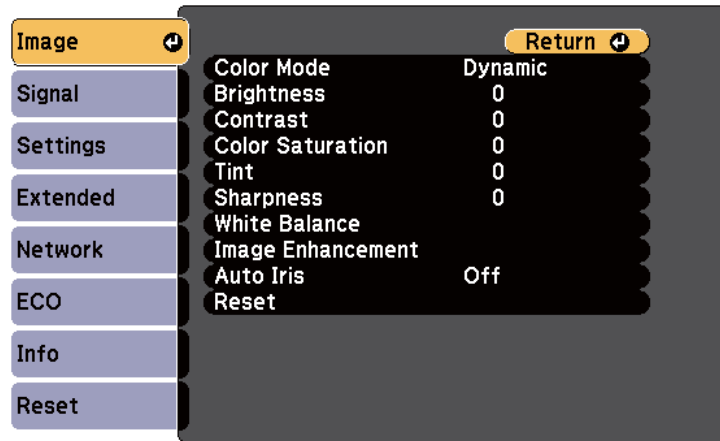 Image
Signal
Settings
Extended
Network
ECO
Info
Reset
Return
Color Mode Dynamic
Brightness 0
Contrast 0
Color Saturation 0
Tint 0
Sharpness 0
White Balance
Image Enhancement
Auto Iris Off
Reset